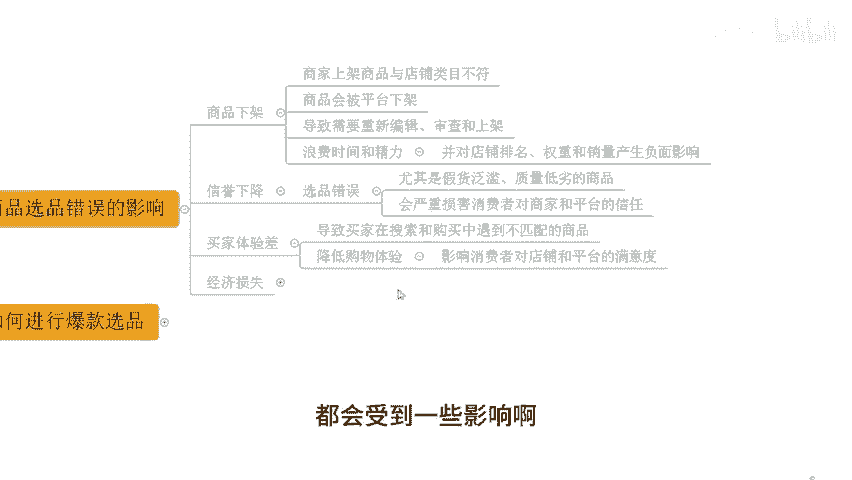 商家上架商品与店铺类目不符
商品下架
商品会被平台下架
导致需要重新编辑、审查和上架
浪费时间和精力 并对店铺排名、权重和销量产生负面影响
信誉下降 选品错误
尤其是假货泛滥、质量低劣的商品
会严重损害消费者对商家和平台的信任
品选品错误的影响
买家体验差
导致买家在搜索和购买中遇到不匹配的商品
降低购物体验 影响消费者对店铺和平台的满意度
经济损失
何进行爆款选品
都会受到一些影响啊